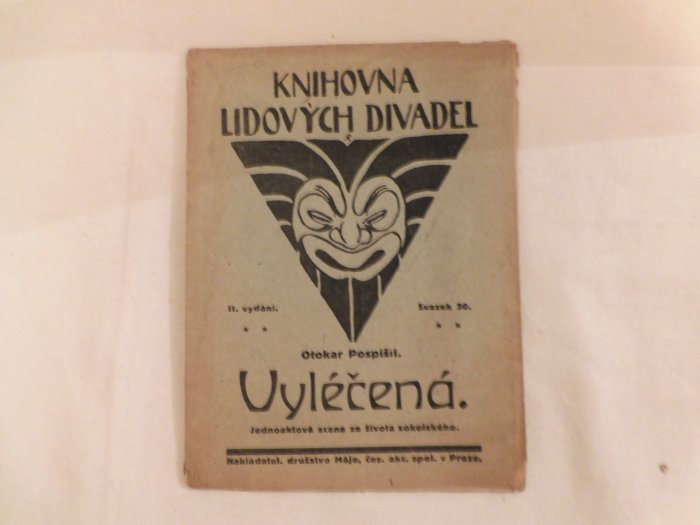 KNIHOVNA
LIDOVÝCH DIVADEL
II. vydání. Svazek 36.
Otokar Pospíšil.
Vyléčená.
Jednoaktová scena ze života sokolského.
Nakladatel. družstvo Máje, čes. akc. spol. v Praze.